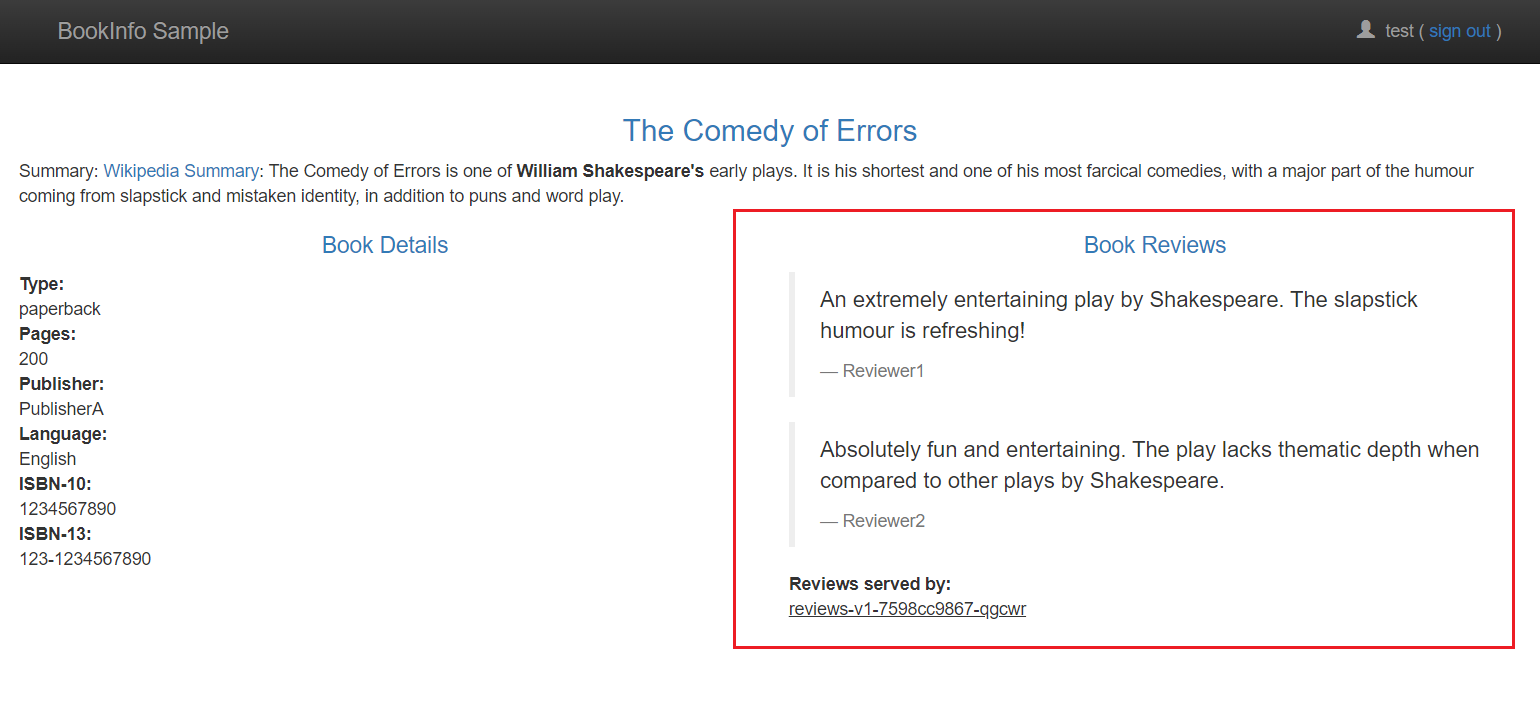 BookInfo Sample
test ( sign out )
The Comedy of Errors
Summary: Wikipedia Summary: The Comedy of Errors is one of William Shakespeare's early plays. It is his shortest and one of his most farcical comedies, with a major part of the humour
coming from slapstick and mistaken identity, in addition to puns and word play.
Book Details
Type:
paperback
Pages:
200
Publisher:
PublisherA
Language:
English
ISBN-10:
1234567890
ISBN-13:
123-1234567890
Book Reviews
An extremely entertaining play by Shakespeare. The slapstick
humour is refreshing!
— Reviewer1
Absolutely fun and entertaining. The play lacks thematic depth when
compared to other plays by Shakespeare.
— Reviewer2
Reviews served by:
reviews-v1-7598cc9867-qgcwr